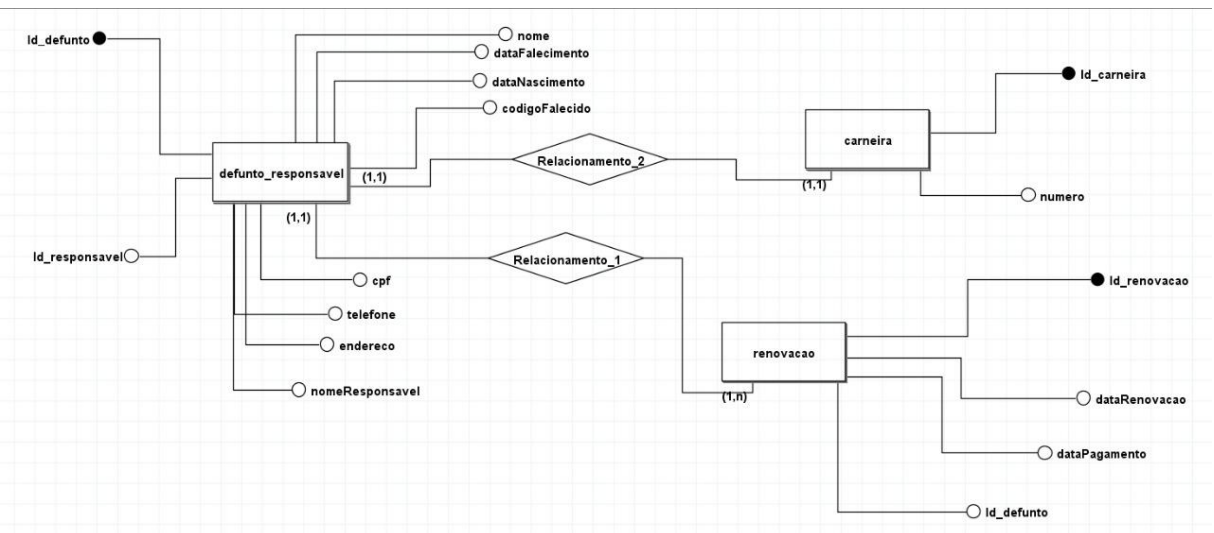 Id_defunto
nome
dataFalecimento
dataNascimento
codigoFalecido
Id_carneira
carneira
defunto_responsavel
(1,1)
Relacionamento_2
(1,1)
numero
(1,1)
Id_responsavel
Relacionamento_1
cpf
Id_renovacao
telefone
endereco
renovacao
nomeResponsavel
(1,n)
dataRenovacao
dataPagamento
Id_defunto